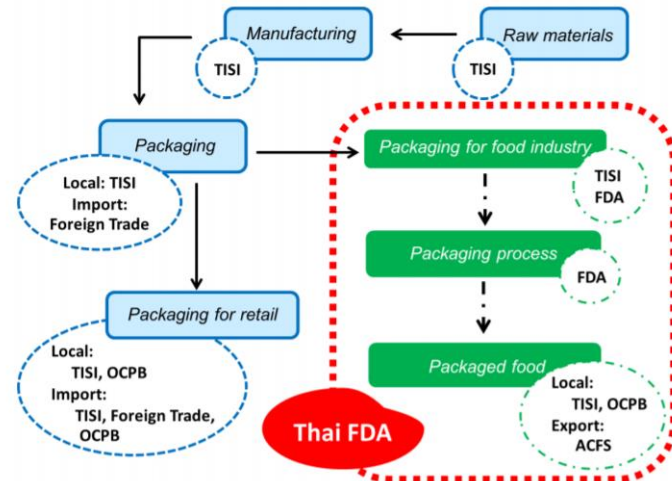 Manufacturing
TISI
Raw materials
TISI
Packaging
Local: TISI
Import:
Foreign Trade
Packaging for food industry
TISI
FDA
Packaging process
FDA
Packaging for retail
Local:
TISI, OCPB
Import:
TISI, Foreign Trade,
OCPB
Packaged food
Local:
TISI, OCPB
Export:
ACFS
Thai FDA